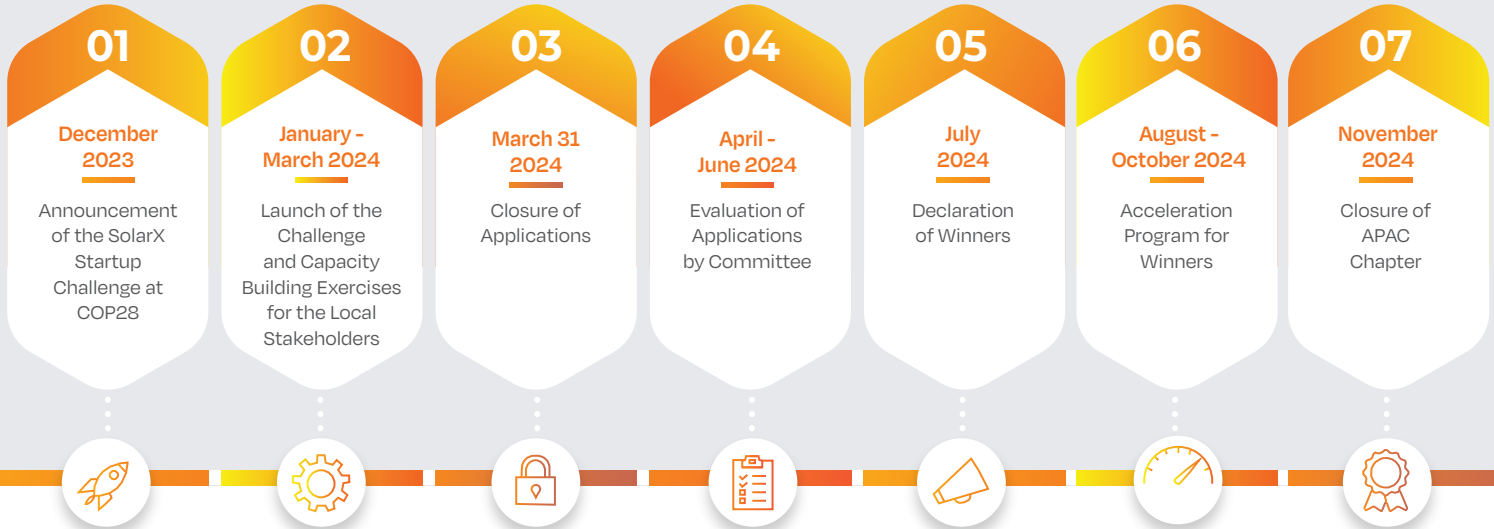 01
December
2023
Announcement
of the SolarX
Startup
Challenge at
COP28
02
January -
March 2024
Launch of the
Challenge
and Capacity
Building Exercises
for the Local
Stakeholders
03
March 31
2024
Closure of
Applications
04
April -
June 2024
Evaluation of
Applications
by Committee
05
July
2024
Declaration
of Winners
06
August -
October 2024
Acceleration
Program for
Winners
07
November
2024
Closure of
APAC
Chapter